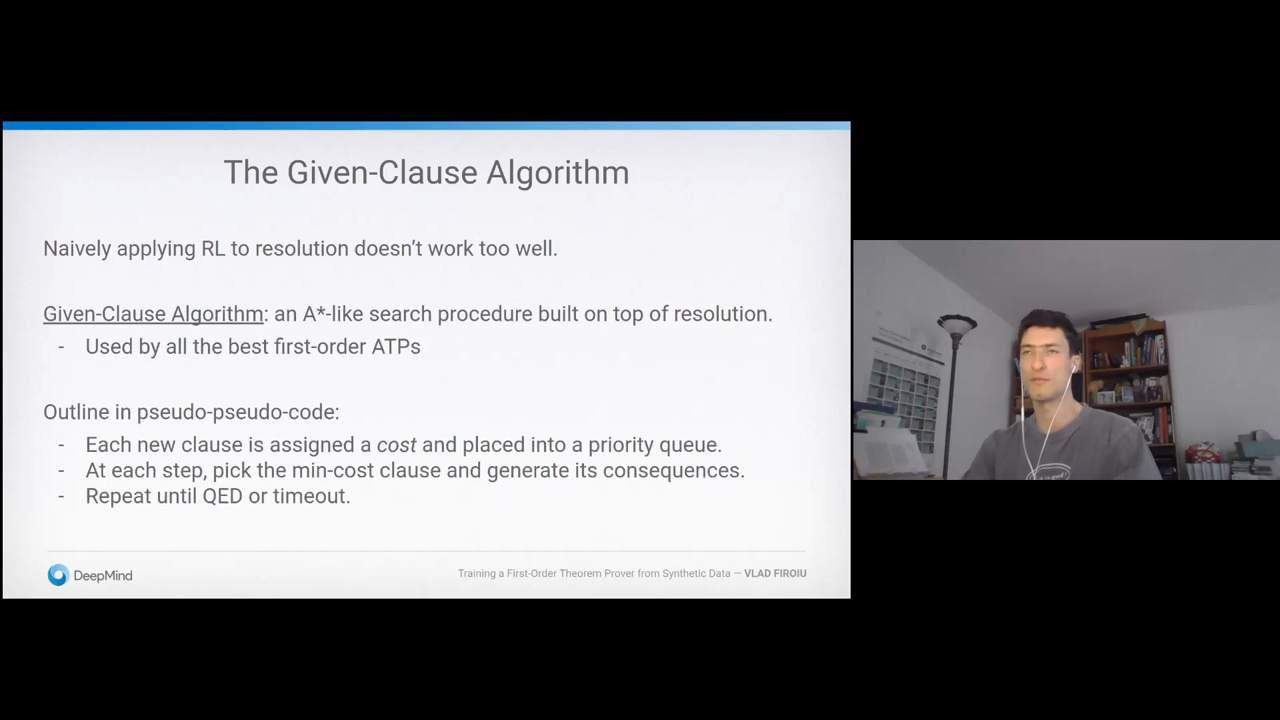 The Given-Clause Algorithm
Naively applying RL to resolution doesn’t work too well.
Given-Clause Algorithm: an A*-like search procedure built on top of resolution.
- Used by all the best first-order ATPs
Outline in pseudo-pseudo-code:
- Each new clause is assigned a cost and placed into a priority queue.
- At each step, pick the min-cost clause and generate its consequences.
- Repeat until QED or timeout.
DeepMind
Training a First-Order Theorem Prover from Synthetic Data — VLAD FIROIU